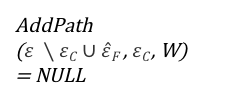 AddPath
(ε \ ε_C ∪ ε̂_F, ε_C, W)
= NULL